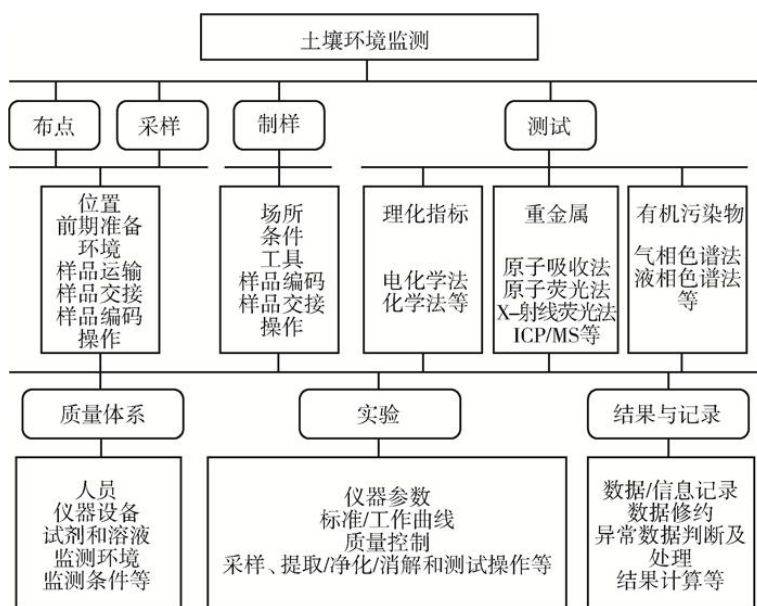 土壤环境监测
布点
采样
制样
测试
位置
前期准备
环境
样品运输
样品交接
样品编码
操作
场所
条件
工具
样品编码
样品交接
操作
理化指标
电化学法
化学法等
重金属
原子吸收法
原子荧光法
X-射线荧光法
ICP/MS等
有机污染物
气相色谱法
液相色谱法
等
质量体系
实验
结果与记录
人员
仪器设备
试剂和溶液
监测环境
监测条件等
仪器参数
标准/工作曲线
质量控制
采样、提取/净化/消解和测试操作等
数据/信息记录
数据修约
异常数据判断及
处理
结果计算等